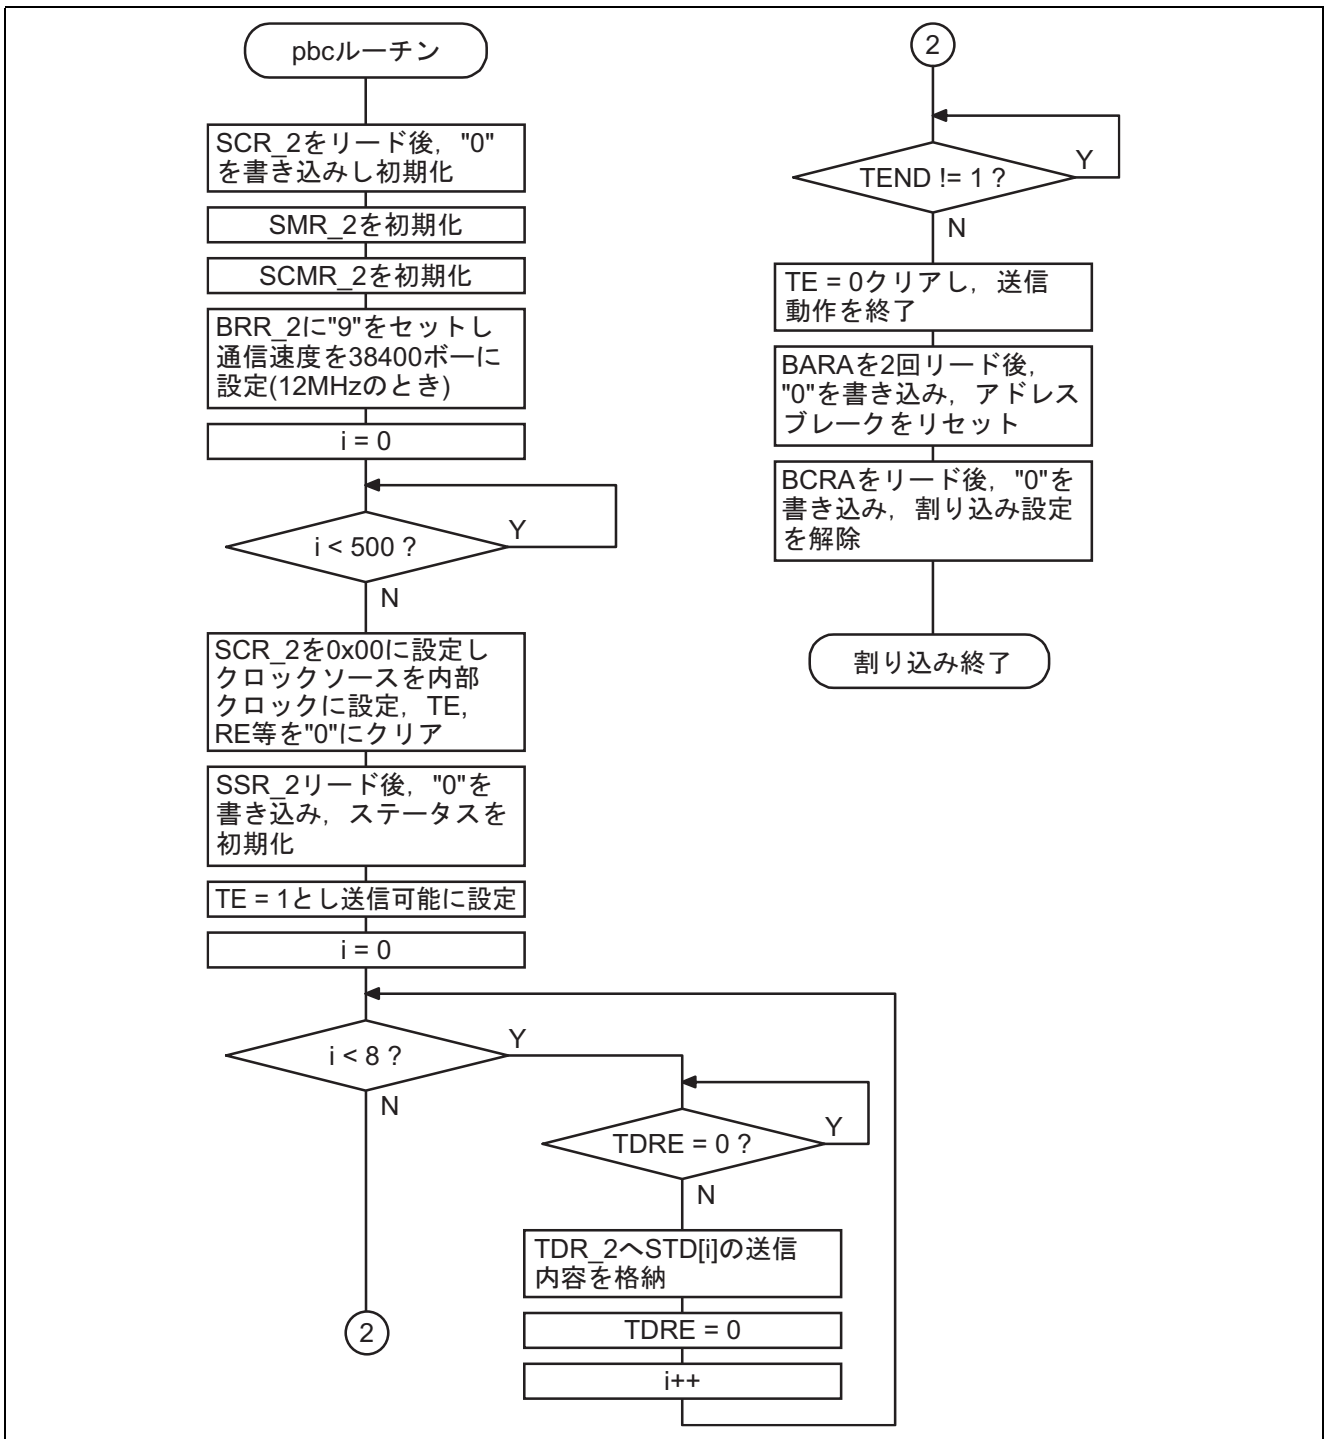 pbcルーチン
SCR_2をリード後，"0"
を書き込みし初期化
SMR_2を初期化
SCMR_2を初期化
BRR_2に"9"をセットし
通信速度を38400ボーに
設定(12MHzのとき)
i = 0
i < 500 ?
Y
N
SCR_2を0x00に設定し
クロックソースを内部
クロックに設定，TE,
RE等を"0"にクリア
SSR_2リード後，"0"を
書き込み，ステータスを
初期化
TE = 1とし送信可能に設定
i = 0
i < 8 ?
Y
N
TDRE = 0 ?
Y
N
TDR_2へSTD[i]の送信
内容を格納
TDRE = 0
i++
2
2
TEND != 1 ?
Y
N
TE = 0クリアし，送信
動作を終了
BARAを2回リード後，
"0"を書き込み，アドレス
ブレークをリセット
BCRAをリード後，"0"を
書き込み，割り込み設定
を解除
割り込み終了